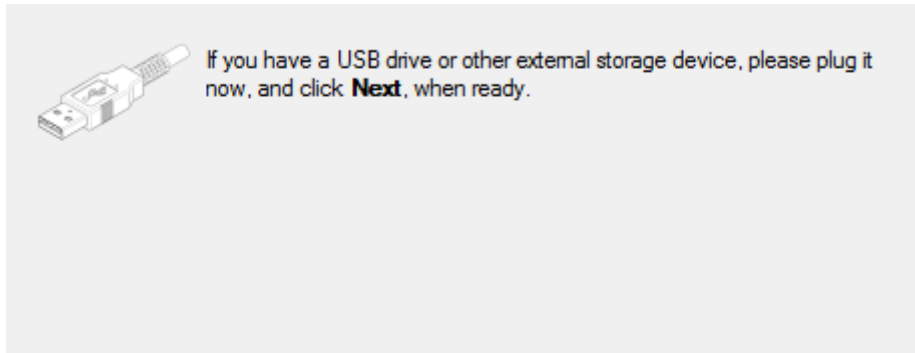 If you have a USB drive or other external storage device, please plug it
now, and click Next, when ready.